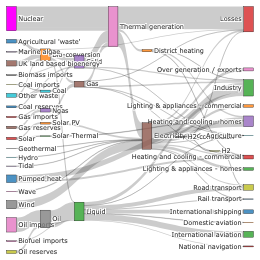 Nuclear
Thermal generation
Losses
Agricultural 'waste'
Marine algae
Bio-conversion
Solid
District heating
UK land based bioenergy
Over generation / exports
Biomass imports
Gas
Industry
Coal imports
Coal
Other waste
Coal reserves
Ngas
Lighting & appliances - commercial
Gas imports
Solar PV
Heating and cooling - homes
Gas reserves
Solar
Solar Thermal
H2
Agriculture
Geothermal
Hydro
Heating and cooling - commercial
Tidal
Lighting & appliances - homes
Pumped heat
Road transport
Wave
Rail transport
Wind
Liquid
International shipping
Oil
Oil imports
Domestic aviation
International aviation
Biofuel imports
National navigation
Oil reserves